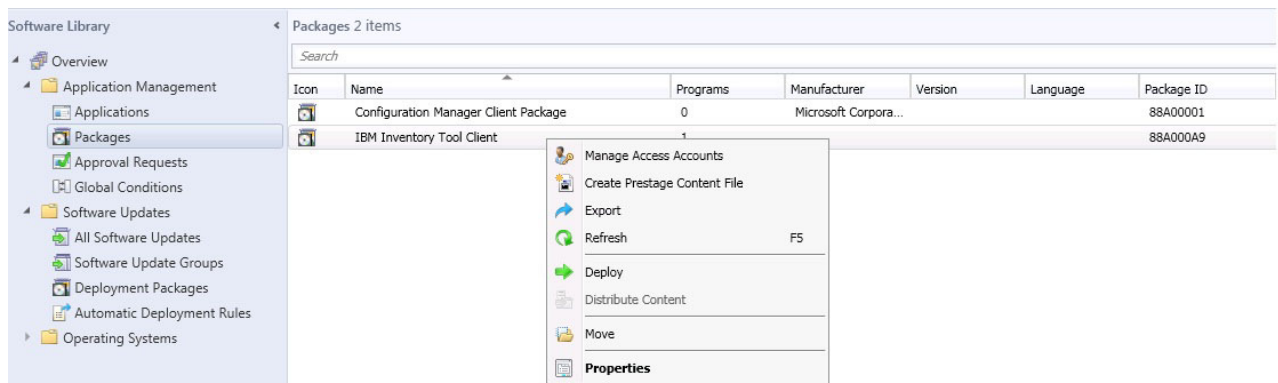 Software Library
Packages 2 items
Search
Overview
Application Management
Applications
Packages
Approval Requests
Global Conditions
Software Updates
All Software Updates
Software Update Groups
Deployment Packages
Automatic Deployment Rules
Operating Systems
Icon Name Programs Manufacturer Version Language Package ID
Configuration Manager Client Package 0 Microsoft Corpora... 88A00001
IBM Inventory Tool Client 1 88A000A9
Manage Access Accounts
Create Prestage Content File
Export
Refresh F5
Deploy
Distribute Content
Move
Properties